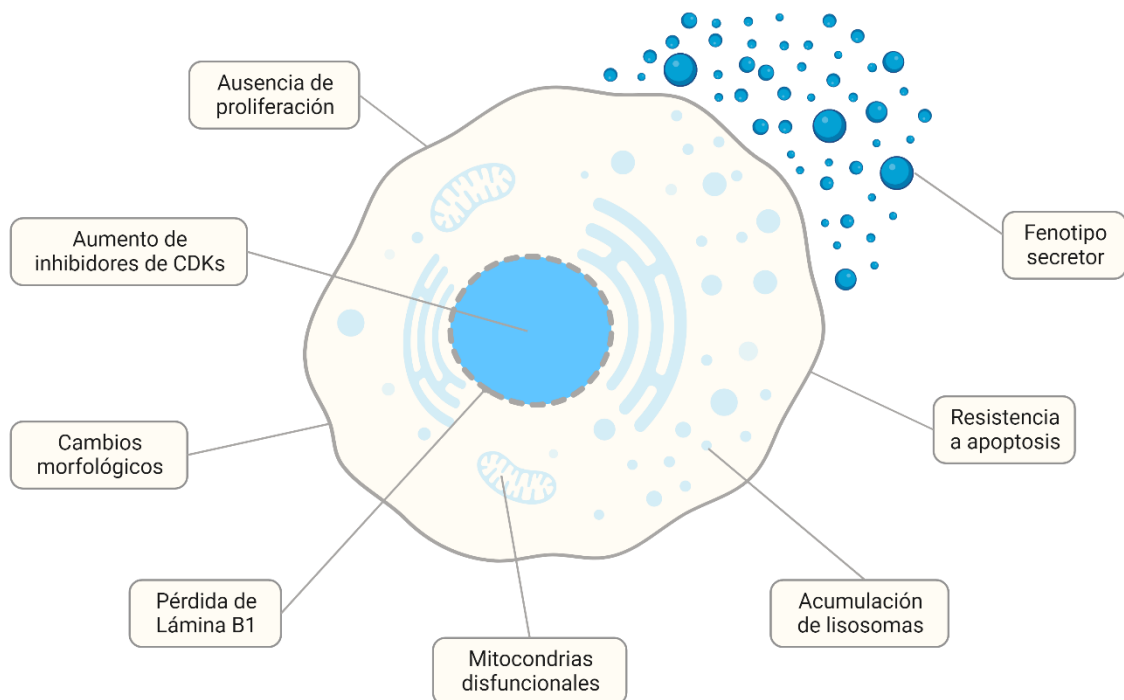 Ausencia de
proliferación
Aumento de
inhibidores de CDKs
Fenotipo
secretor
Cambios
morfológicos
Resistencia
a apoptosis
Pérdida de
Lámina B1
Mitocondrias
disfuncionales
Acumulación
de lisosomas